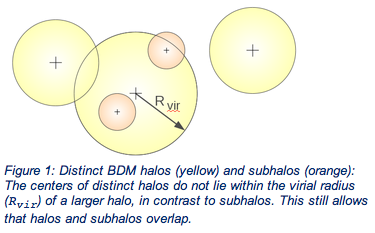 R vir
Figure 1: Distinct BDM halos (yellow) and subhalos (orange):
The centers of distinct halos do not lie within the virial radius
(Rvir) of a larger halo, in contrast to subhalos. This still allows
that halos and subhalos overlap.